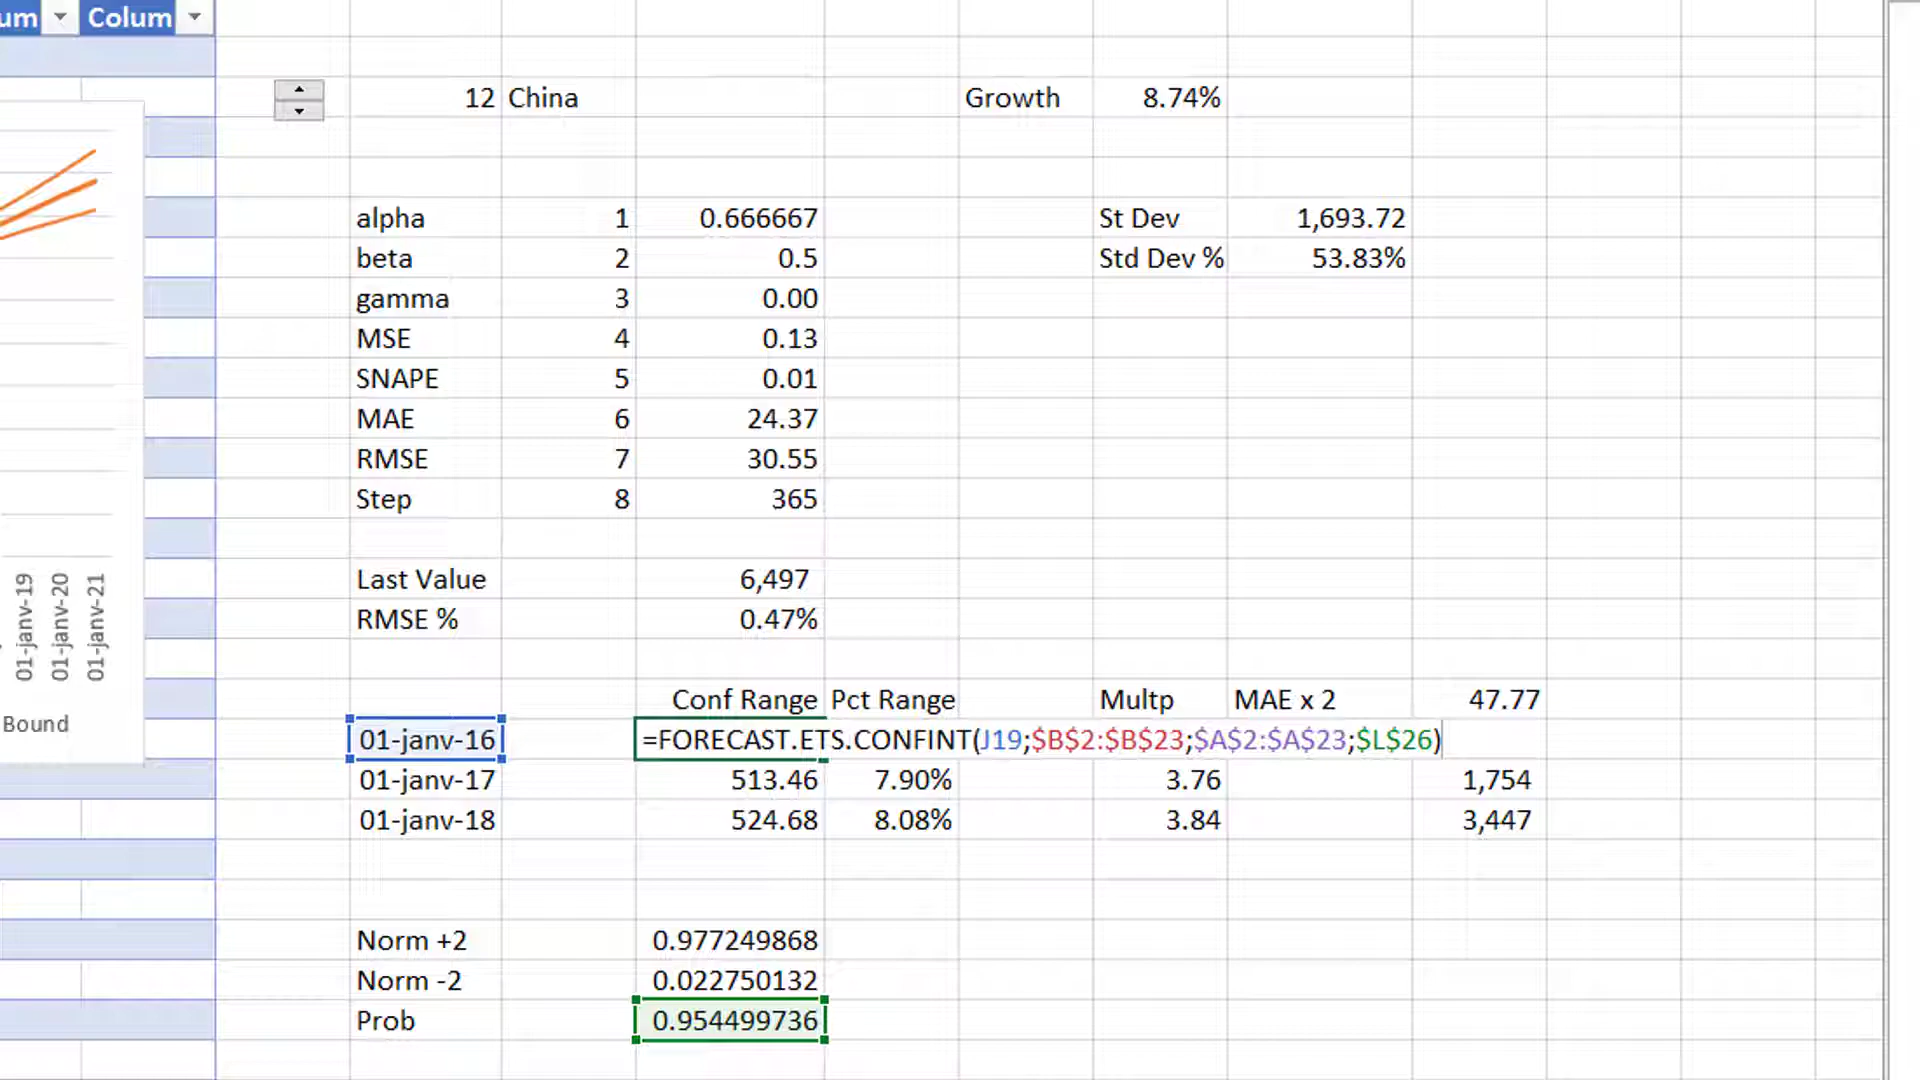 um Colum
12 China Growth 8.74%
alpha 1 0.666667 St Dev 1,693.72
beta 2 0.5 Std Dev % 53.83%
gamma 3 0.00
MSE 4 0.13
SNAPE 5 0.01
MAE 6 24.37
RMSE 7 30.55
Step 8 365
Last Value 6,497
RMSE % 0.47%
01-janv-19
01-janv-20
01-janv-21
Bound
Conf Range Pct Range Multp MAE x 2 47.77
01-janv-16 =FORECAST.ETS.CONFINT(J19;$B$2:$B$23;$A$2:$A$23;$L$26)
01-janv-17 513.46 7.90% 3.76 1,754
01-janv-18 524.68 8.08% 3.84 3,447
Norm +2 0.977249868
Norm -2 0.022750132
Prob 0.954499736